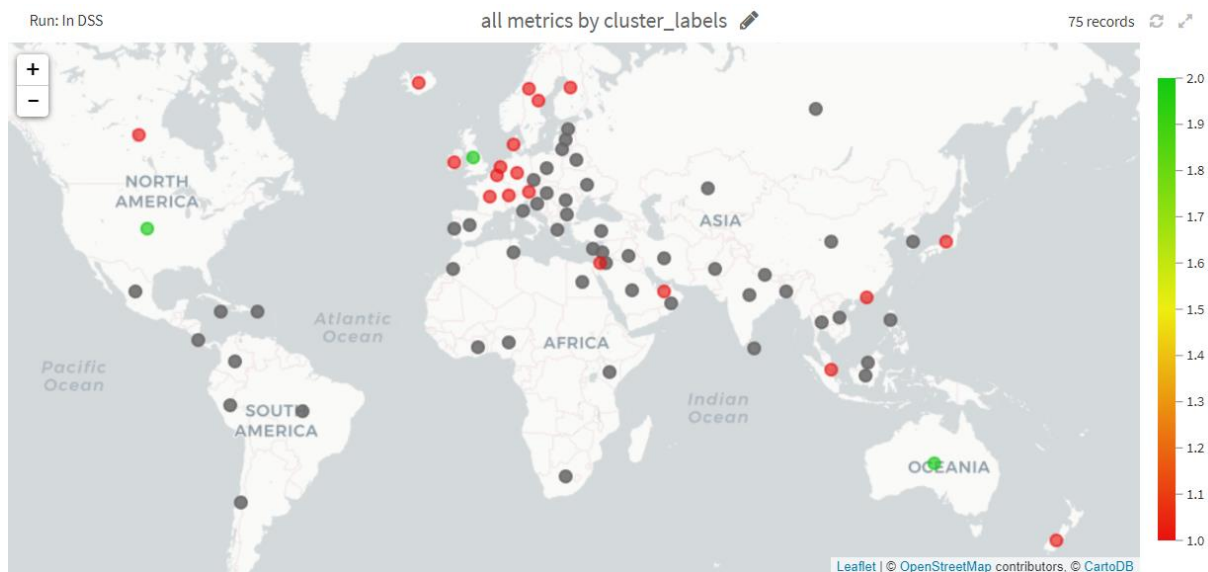 Run: In DSS
all metrics by cluster_labels
75 records
+
−
NORTH
AMERICA
ASIA
Atlantic
Ocean
AFRICA
Pacific
Ocean
Indian
Ocean
SOUTH
AMERICA
OCEANIA
2.0
1.9
1.8
1.7
1.6
1.5
1.4
1.3
1.2
1.1
1.0
Leaflet | © OpenStreetMap contributors, © CartoDB